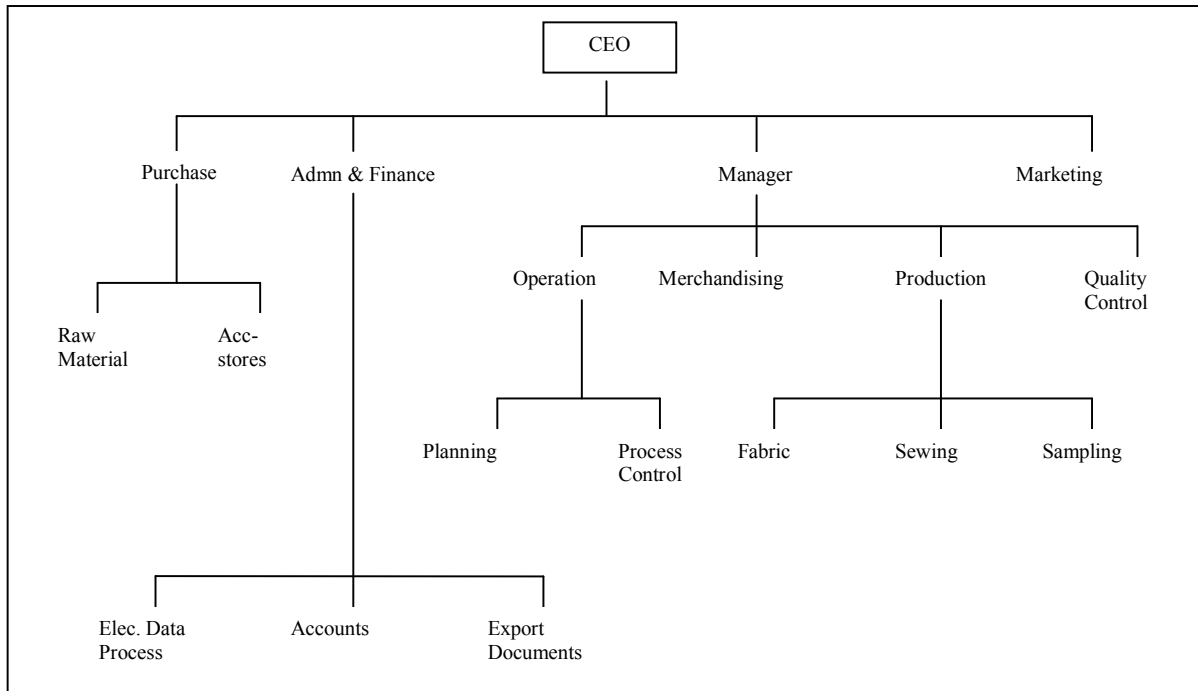 CEO
Purchase
Admn & Finance
Manager
Marketing
Operation
Merchandising
Production
Quality
Control
Raw
Material
Acc-
stores
Planning
Process
Control
Fabric
Sewing
Sampling
Elec. Data
Process
Accounts
Export
Documents